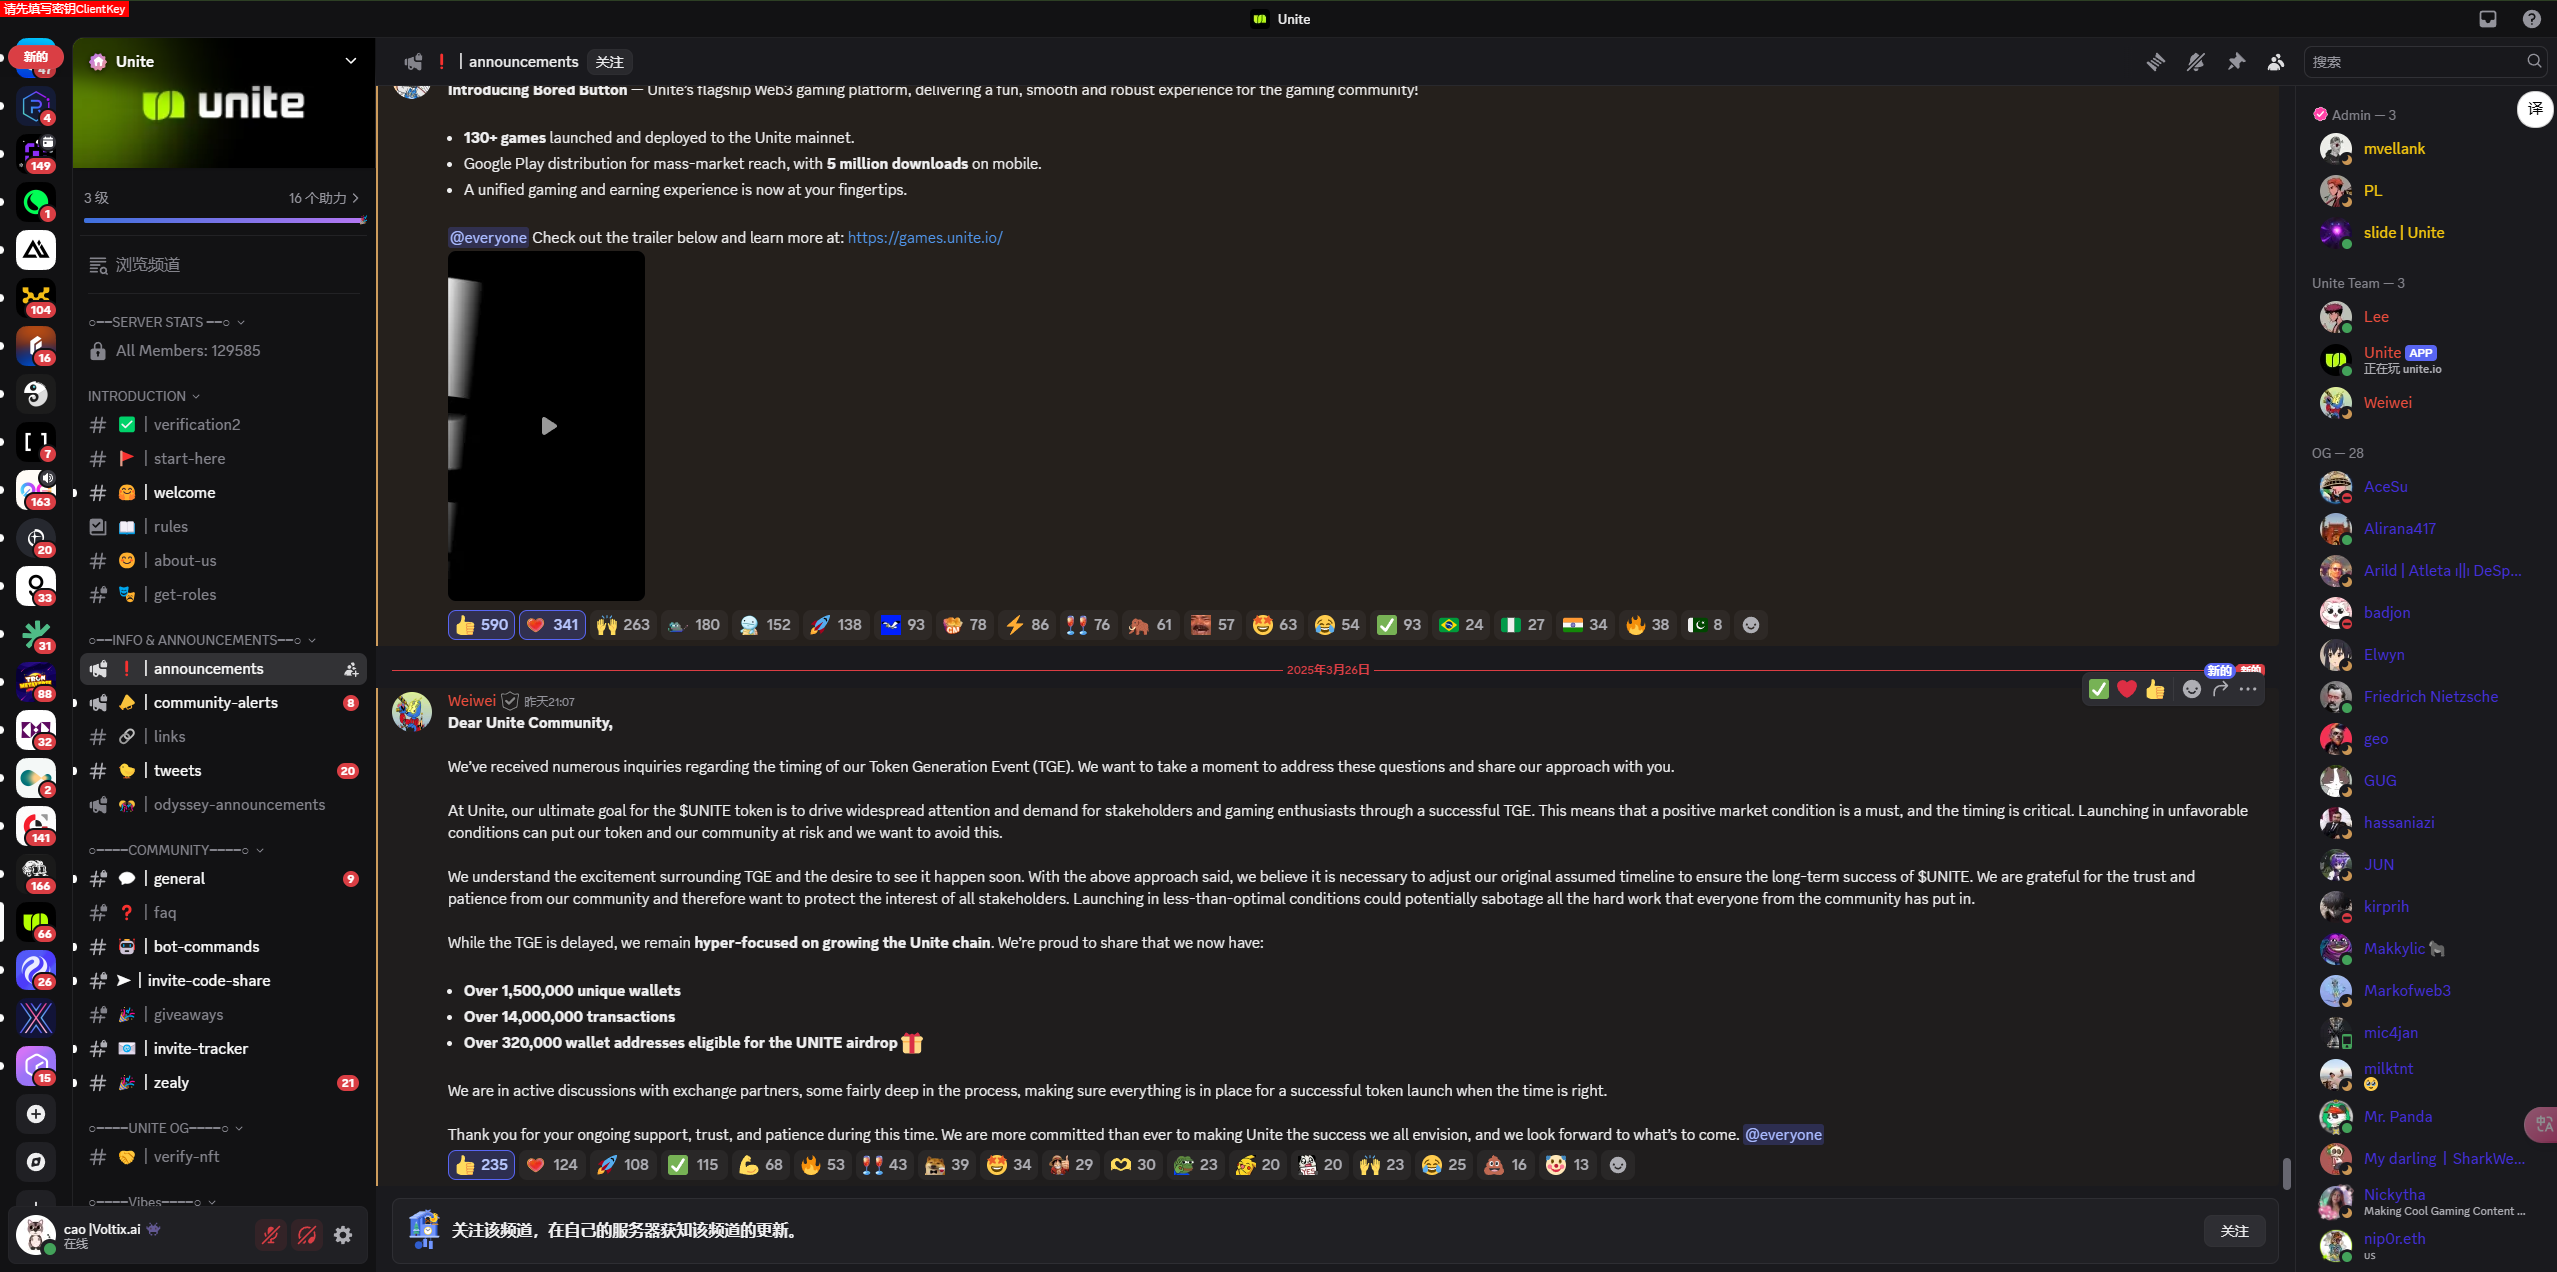 请先填写密钥ClientKey
Unite
新的
47
4
149
1
104
16
7
163
20
33
31
88
32
2
141
166
66
26
15
Unite
unite
3 级
16 个助力
浏览频道
SERVER STATS
All Members: 129585
INTRODUCTION
verification2
start-here
welcome
rules
about-us
get-roles
INFO & ANNOUNCEMENTS
announcements
community-alerts
8
links
tweets
20
odyssey-announcements
COMMUNITY
general
9
faq
bot-commands
invite-code-share
giveaways
invite-tracker
zealy
21
UNITE OG
verify-nft
Vibes
cao |Voltix.ai
在线
announcements
关注
搜索
Introducing Bored Button — Unite's flagship Web3 gaming platform, delivering a fun, smooth and robust experience for the gaming community!
• 130+ games launched and deployed to the Unite mainnet.
• Google Play distribution for mass-market reach, with 5 million downloads on mobile.
• A unified gaming and earning experience is now at your fingertips.
@everyone Check out the trailer below and learn more at: https://games.unite.io/
590 341 263 180 152 138 93 78 86 76 61 57 63 54 93 24 27 34 38 8
2025年3月26日
新的
新的
Weiwei 昨天21:07
Dear Unite Community,
We've received numerous inquiries regarding the timing of our Token Generation Event (TGE). We want to take a moment to address these questions and share our approach with you.
At Unite, our ultimate goal for the $UNITE token is to drive widespread attention and demand for stakeholders and gaming enthusiasts through a successful TGE. This means that a positive market condition is a must, and the timing is critical. Launching in unfavorable
conditions can put our token and our community at risk and we want to avoid this.
We understand the excitement surrounding TGE and the desire to see it happen soon. With the above approach said, we believe it is necessary to adjust our original assumed timeline to ensure the long-term success of $UNITE. We are grateful for the trust and
patience from our community and therefore want to protect the interest of all stakeholders. Launching in less-than-optimal conditions could potentially sabotage all the hard work that everyone from the community has put in.
While the TGE is delayed, we remain hyper-focused on growing the Unite chain. We're proud to share that we now have:
• Over 1,500,000 unique wallets
• Over 14,000,000 transactions
• Over 320,000 wallet addresses eligible for the UNITE airdrop
We are in active discussions with exchange partners, some fairly deep in the process, making sure everything is in place for a successful token launch when the time is right.
Thank you for your ongoing support, trust, and patience during this time. We are more committed than ever to making Unite the success we all envision, and we look forward to what's to come. @everyone
235 124 108 115 68 53 43 39 34 29 30 23 20 20 23 25 16 13
关注该频道，在自己的服务器获知该频道的更新。
关注
译
Admin — 3
mvellank
PL
slide | Unite
Unite Team — 3
Lee
Unite APP
正在玩 unite.io
Weiwei
OG — 28
AceSu
Alirana417
Arild | Atleta ı||ı DeSp...
badjon
Elwyn
Friedrich Nietzsche
geo
GUG
hassaniazi
JUN
kirprih
Makkylic
Markofweb3
mic4jan
milktnt
Mr. Panda
My darling | SharkWe...
Nickytha
Making Cool Gaming Content ...
nip0r.eth
us